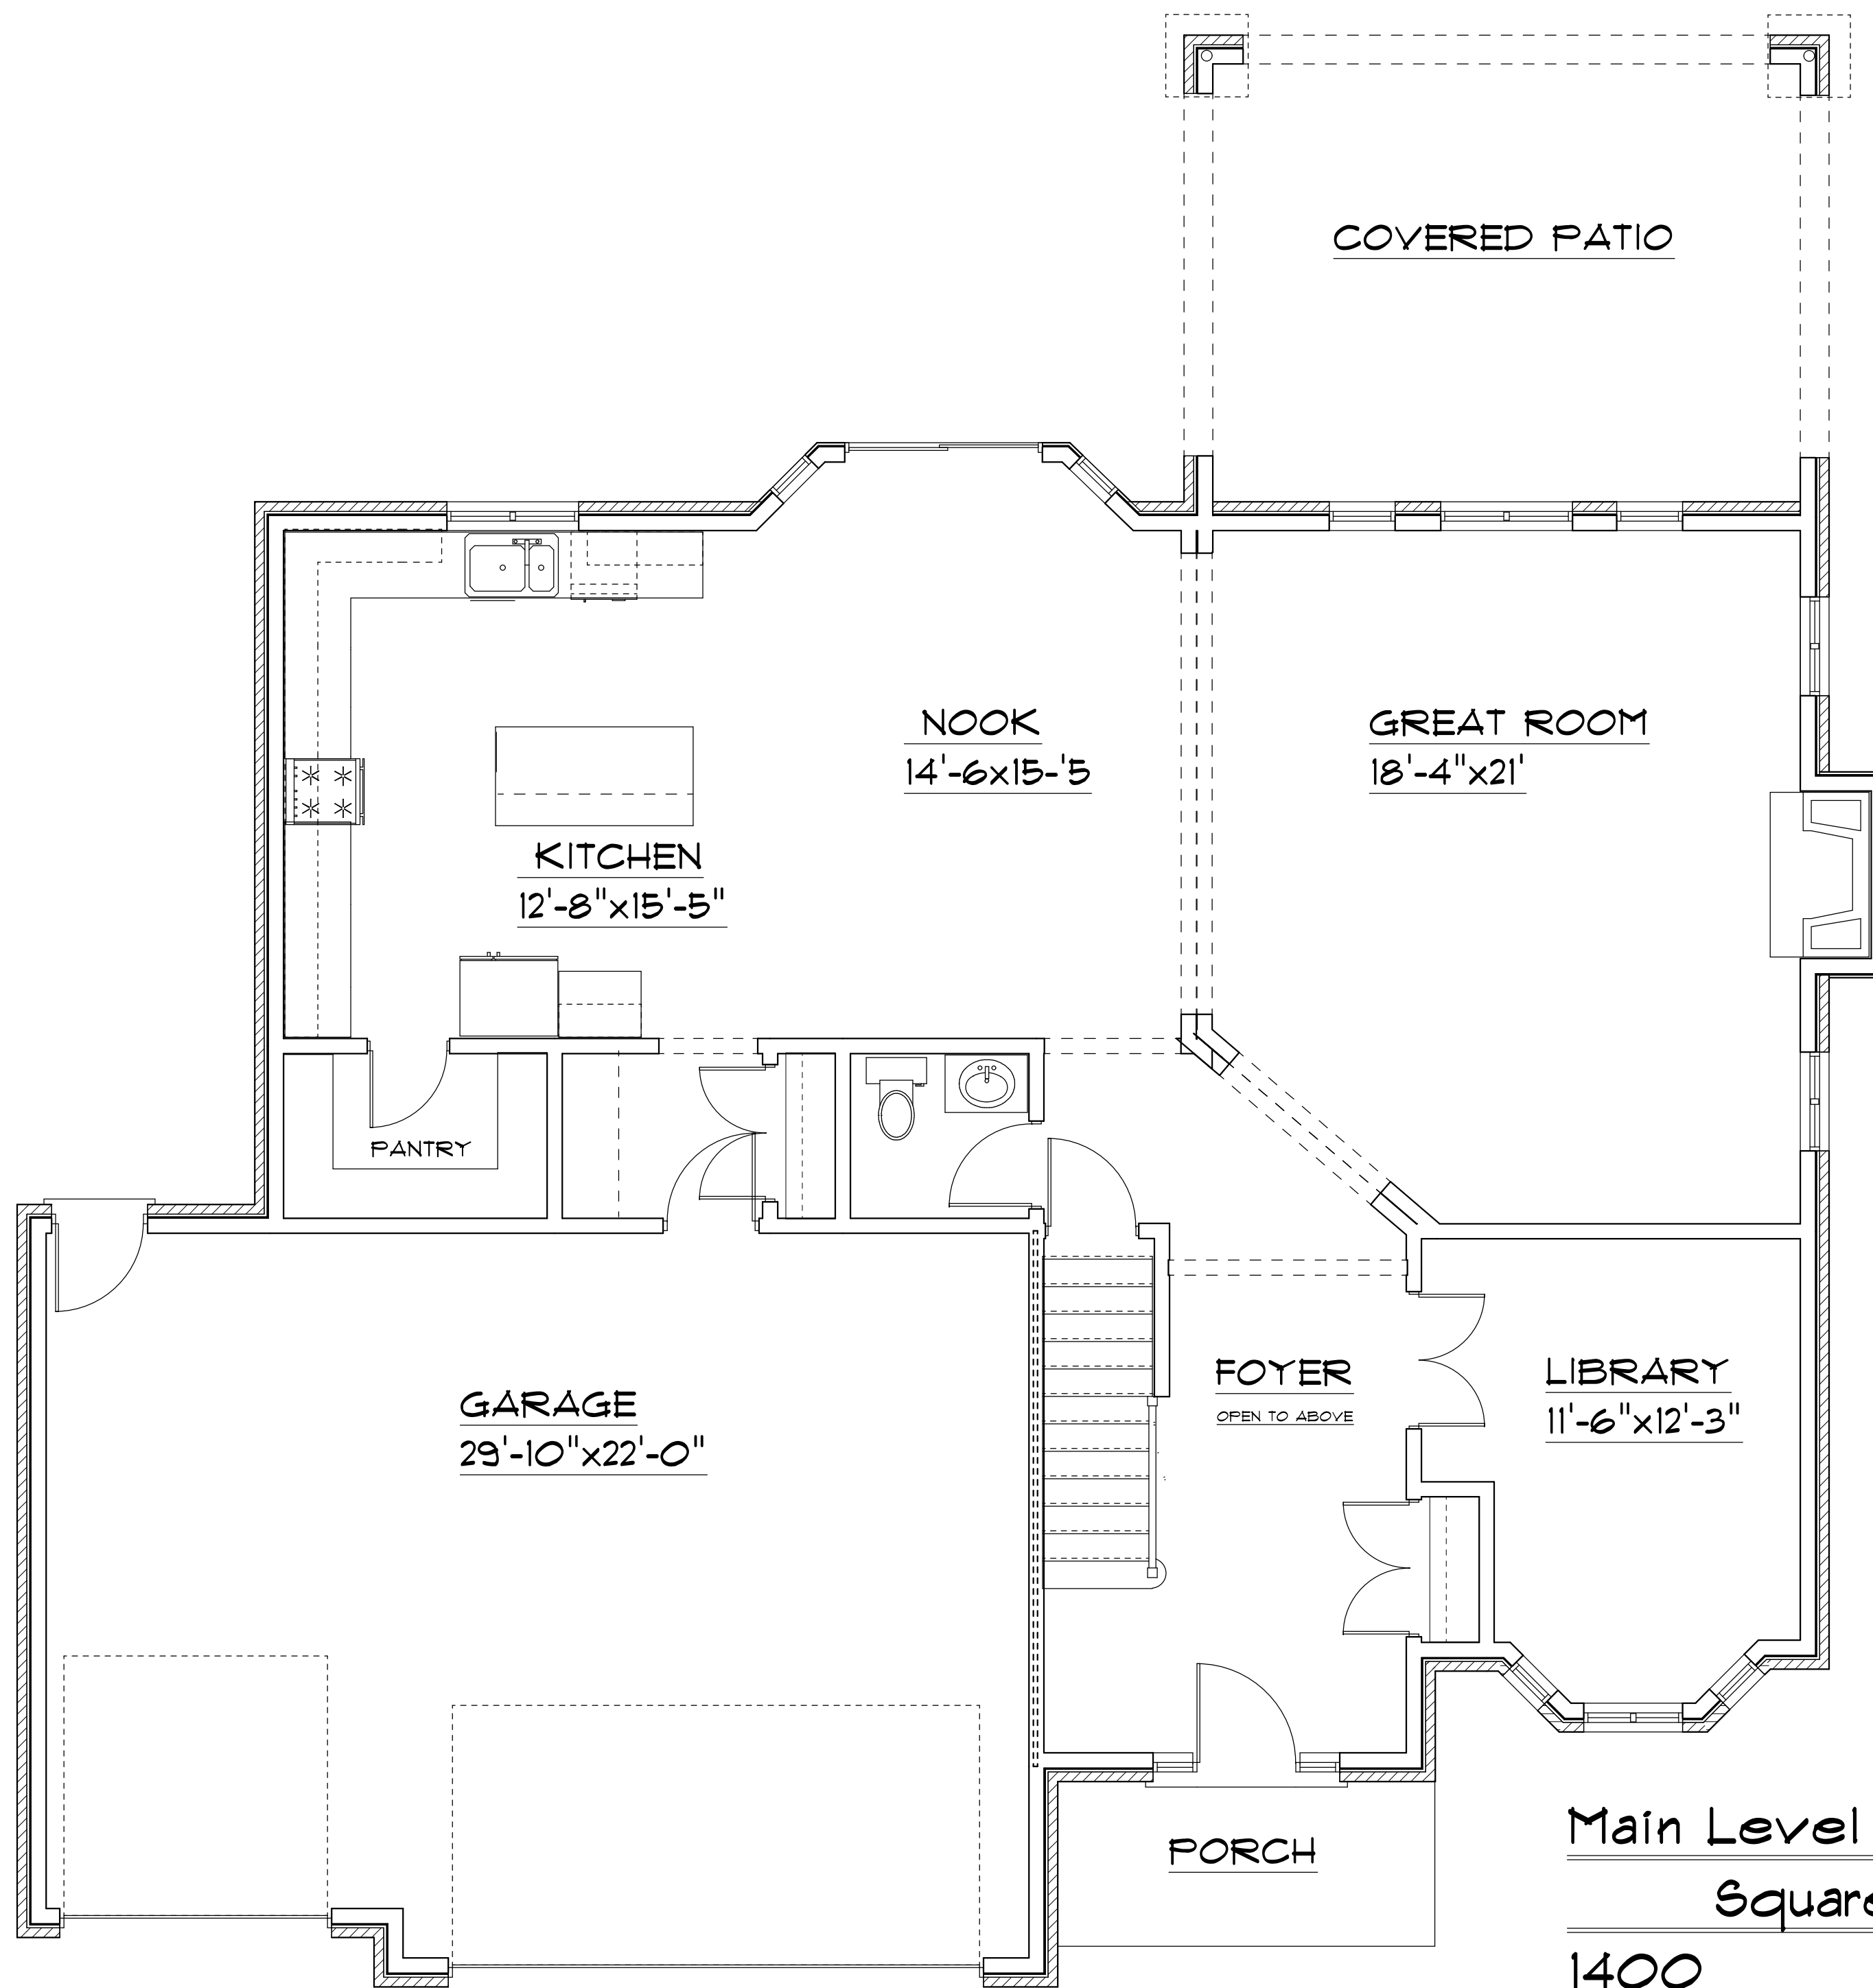 COVERED PATIO
NOOK
14'-6x15-'5
GREAT ROOM
18'-4"x21'
KITCHEN
12'-8"x15'-5"
PANTRY
GARAGE
29'-10"x22'-0"
FOYER
OPEN TO ABOVE
LIBRARY
11'-6"x12'-3"
PORCH
Main Level
Square
1400